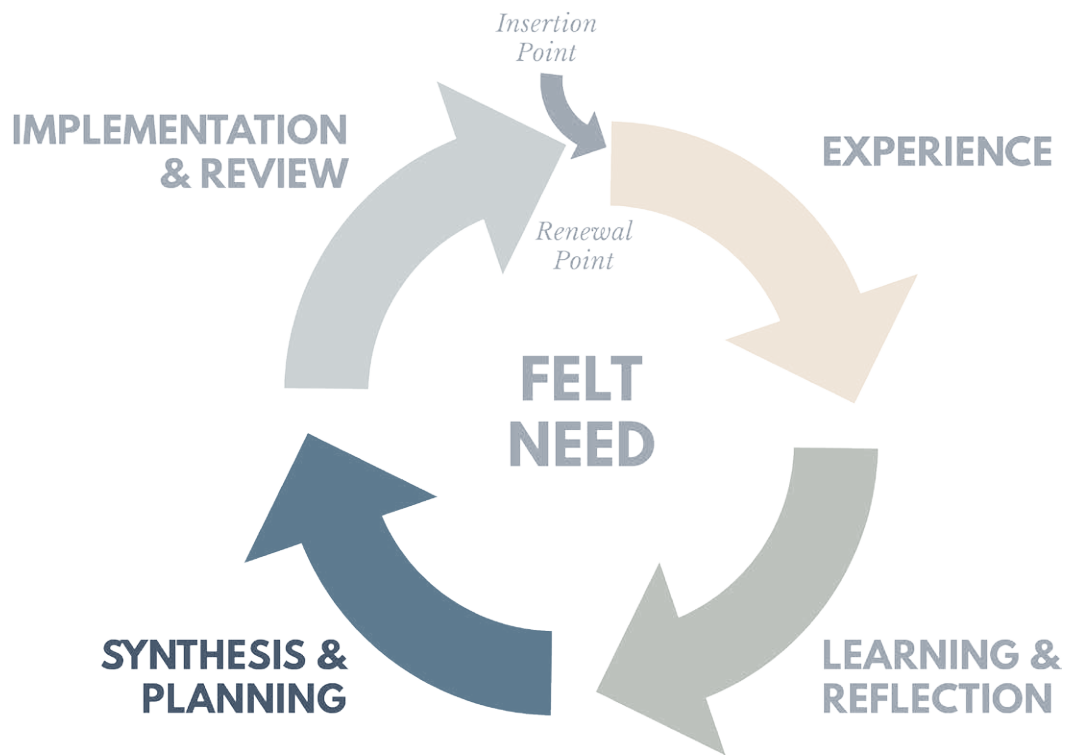 Insertion
Point
IMPLEMENTATION
& REVIEW
EXPERIENCE
Renewal
Point
FELT
NEED
SYNTHESIS &
PLANNING
LEARNING &
REFLECTION